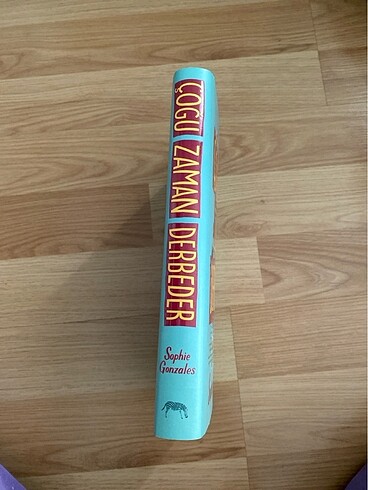 ÇOĞU ZAMAN DERBEDER
Sophie
Gonzales